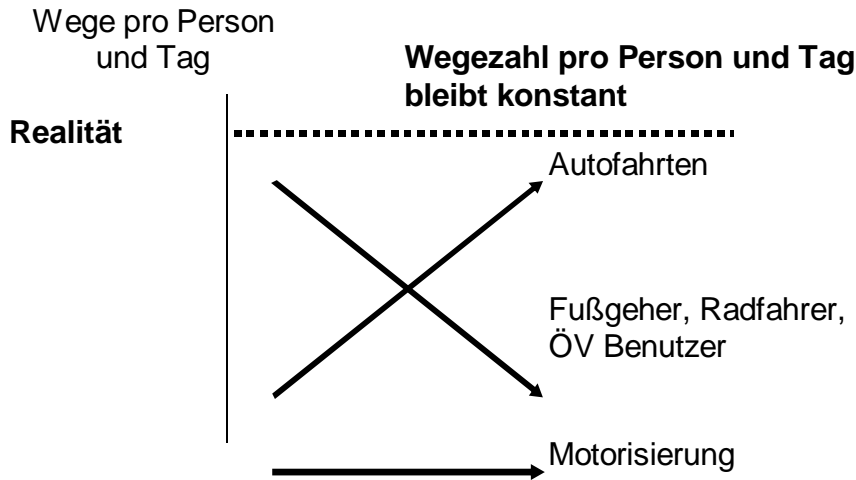 Wege pro Person
und Tag
Wegezahl pro Person und Tag
bleibt konstant
Realität
Autofahrten
Fußgeher, Radfahrer,
ÖV Benutzer
Motorisierung